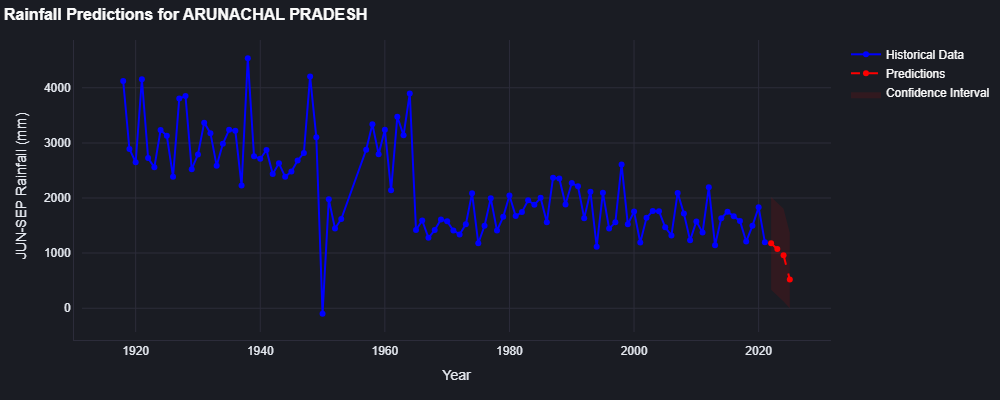 Rainfall Predictions for ARUNACHAL PRADESH
Historical Data
Predictions
Confidence Interval
JUN-SEP Rainfall (mm)
4000
3000
2000
1000
0
1920 1940 1960 1980 2000 2020
Year